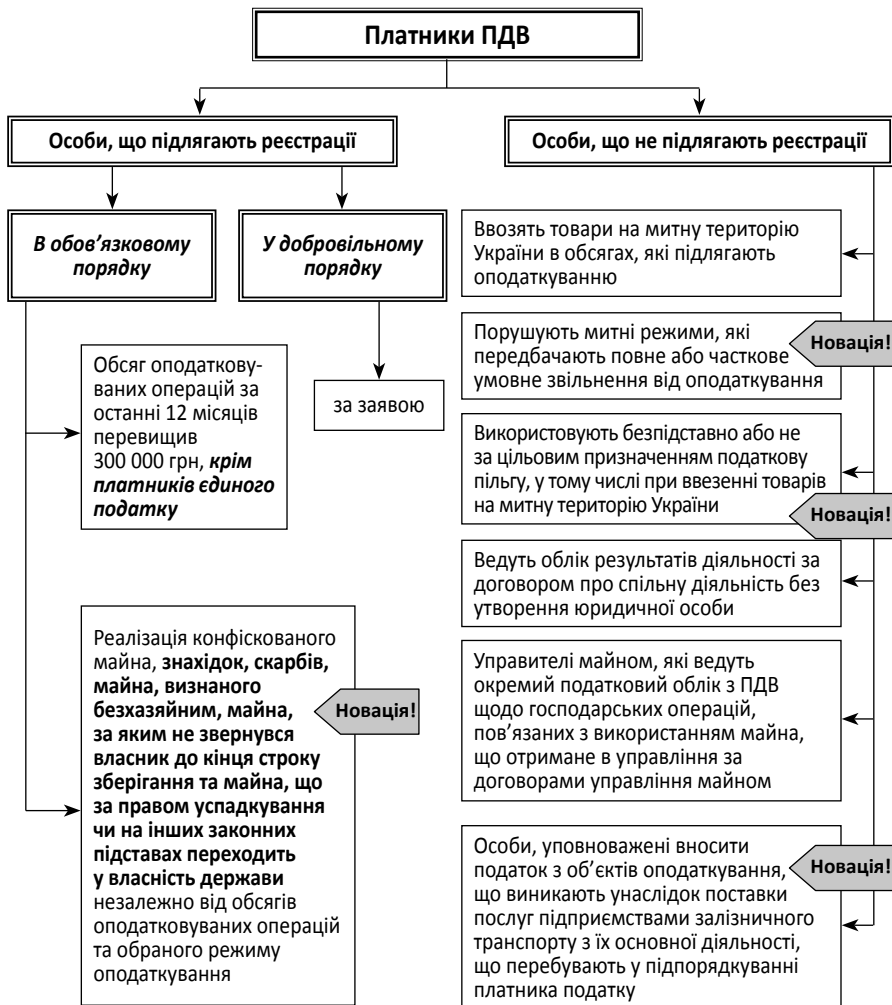 Платники ПДВ
Особи, що підлягають реєстрації
В обов’язковому
порядку
У добровільному
порядку
Обсяг оподаткову-
ваних операцій за
останні 12 місяців
перевищив
300 000 грн, крім
платників єдиного
податку
за заявою
Реалізація конфіскованого
майна, знахідок, скарбів,
майна, визнаного
безхазяйним, майна,
за яким не звернувся
власник до кінця строку
зберігання та майна, що
за правом успадкування
чи на інших законних
підставах переходить
у власність держави
незалежно від обсягів
оподатковуваних операцій
та обраного режиму
оподаткування
Новація!
Особи, що не підлягають реєстрації
Ввозять товари на митну територію
України в обсягах, які підлягають
оподаткуванню
Порушують митні режими, які
передбачають повне або часткове
умовне звільнення від оподаткування
Новація!
Використовують безпідставно або не
за цільовим призначенням податкову
пільгу, у тому числі при ввезенні товарів
на митну територію України
Новація!
Ведуть облік результатів діяльності за
договором про спільну діяльність без
утворення юридичної особи
Управителі майном, які ведуть
окремий податковий облік з ПДВ
щодо господарських операцій,
пов’язаних з використанням майна,
що отримане в управління за
договорами управління майном
Особи, уповноважені вносити
податок з об’єктів оподаткування,
що виникають унаслідок поставки
послуг підприємствами залізничного
транспорту з їх основної діяльності,
що перебувають у підпорядкуванні
платника податку
Новація!